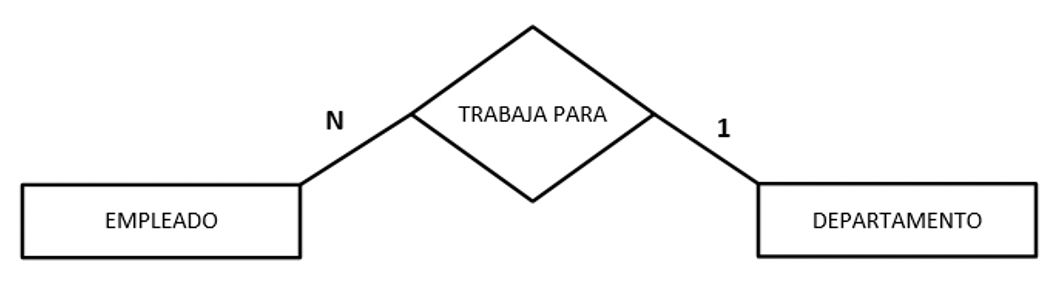 N
TRABAJA PARA
1
EMPLEADO
DEPARTAMENTO